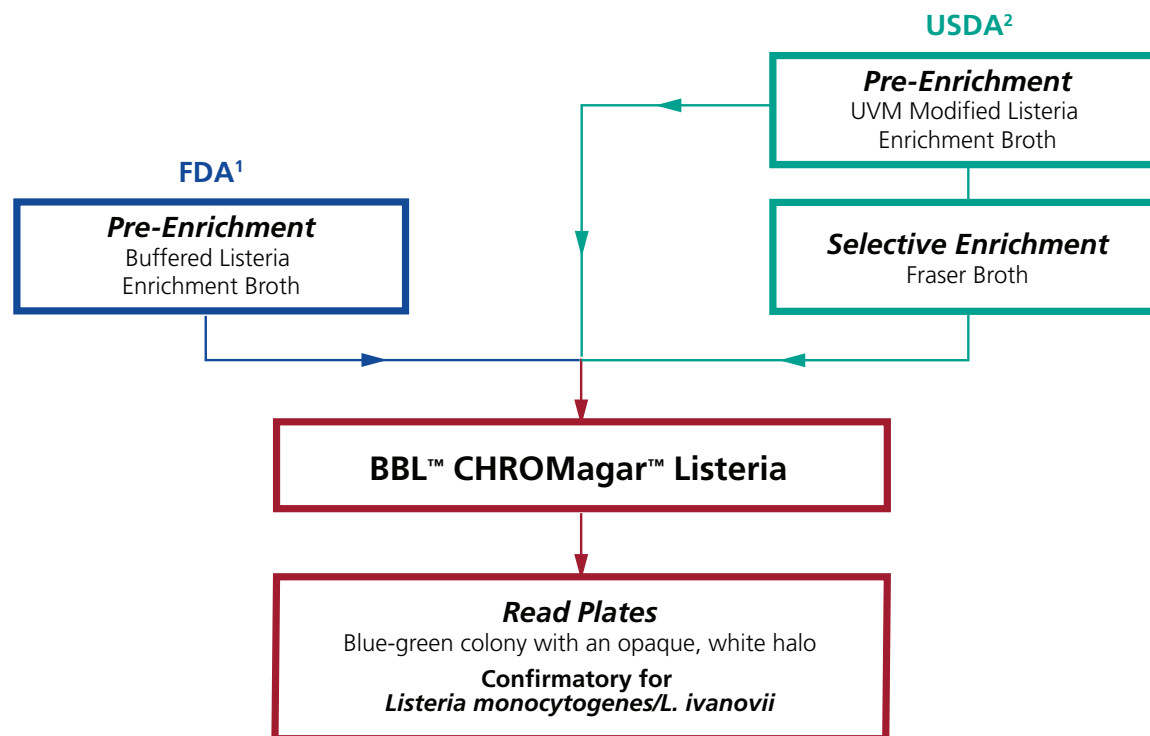 USDA²
Pre-Enrichment
UVM Modified Listeria
Enrichment Broth
FDA¹
Pre-Enrichment
Buffered Listeria
Enrichment Broth
Selective Enrichment
Fraser Broth
BBL™ CHROMagar™ Listeria
Read Plates
Blue-green colony with an opaque, white halo
Confirmatory for
Listeria monocytogenes/L. ivanovii